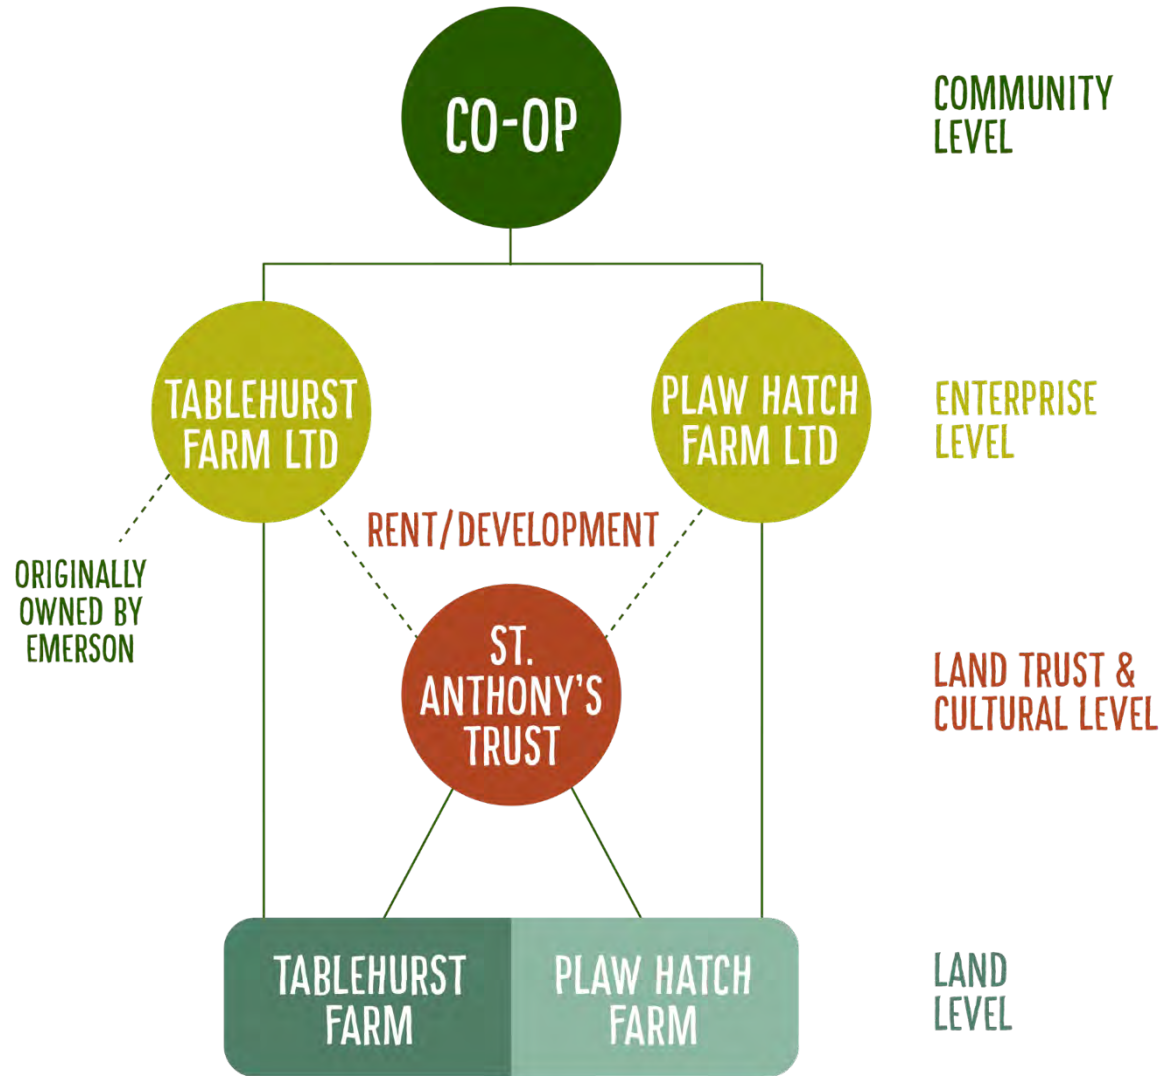 CO-OP
COMMUNITY
LEVEL
TABLEHURST
FARM LTD
PLAW HATCH
FARM LTD
ENTERPRISE
LEVEL
RENT/DEVELOPMENT
ORIGINALLY
OWNED BY
EMERSON
ST.
ANTHONY'S
TRUST
LAND TRUST &
CULTURAL LEVEL
TABLEHURST
FARM
PLAW HATCH
FARM
LAND
LEVEL